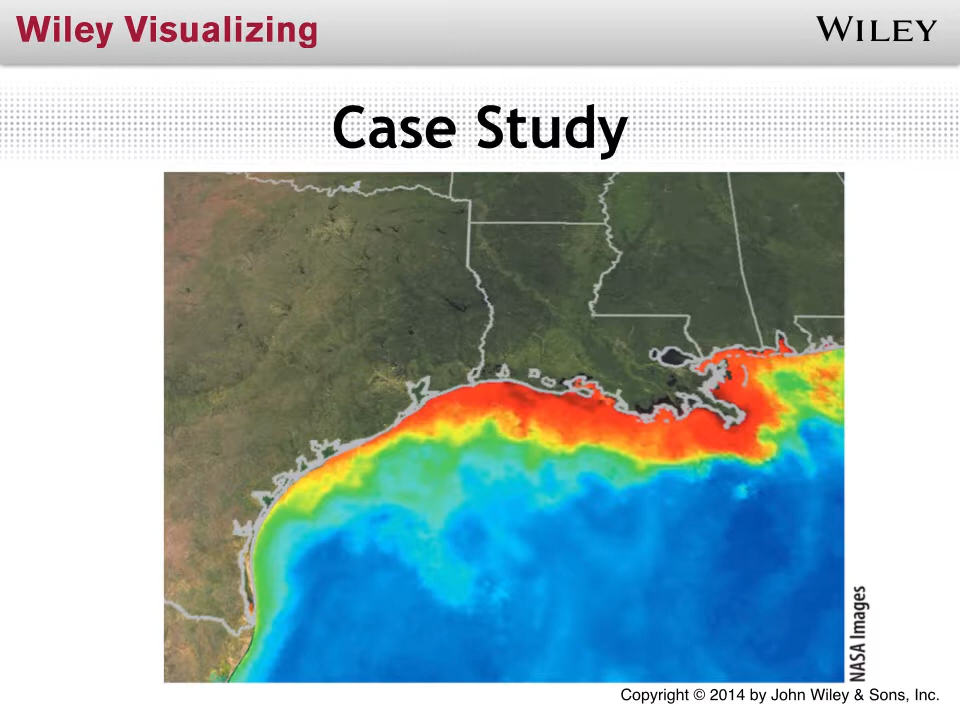 Wiley Visualizing
WILEY
Case Study
NASA Images
Copyright © 2014 by John Wiley & Sons, Inc.